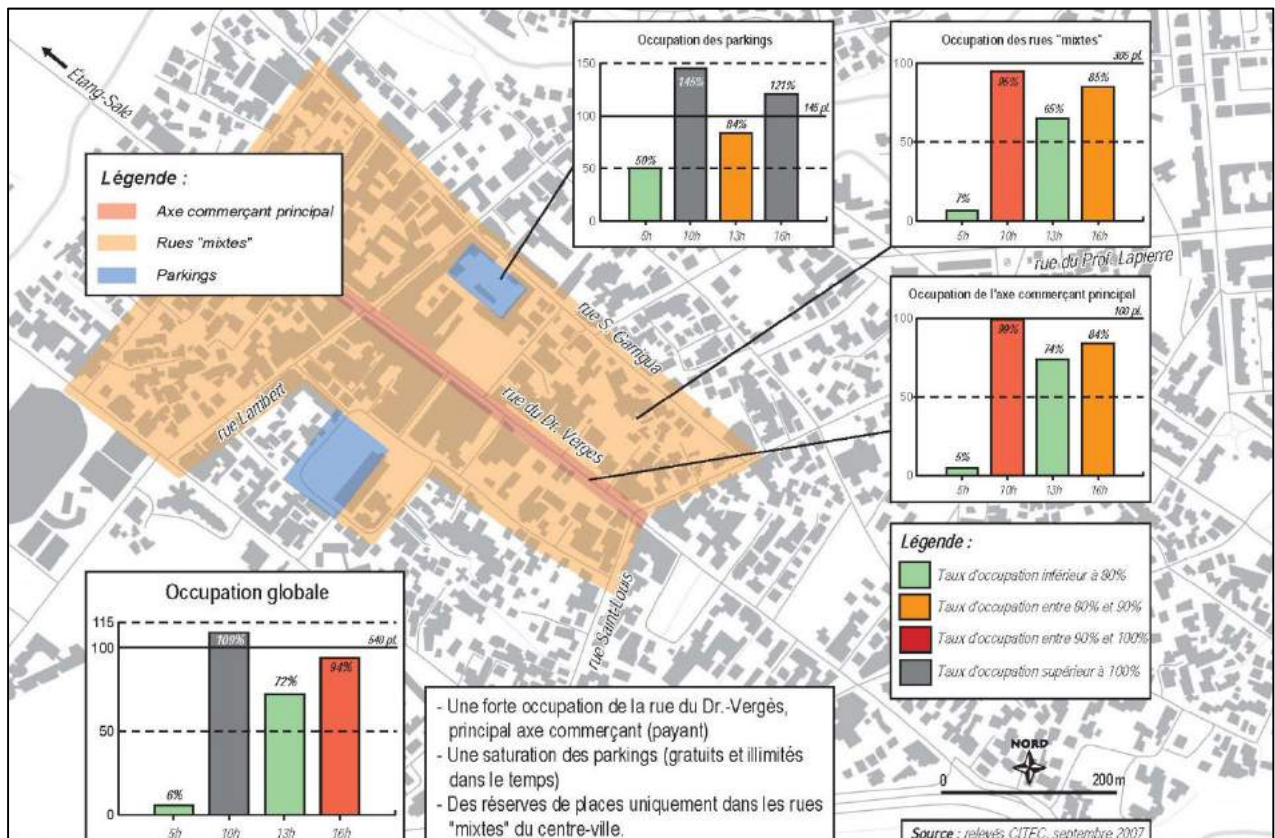 Étang-Salé
Légende :
Axe commerçant principal
Rues "mixtes"
Parkings
Occupation des parkings
150
100
50
0
50%
145%
84%
121%
145 pl.
5h 10h 13h 16h
Occupation des rues "mixtes"
305 pl.
100
50
0
7%
95%
65%
85%
5h 10h 13h 16h
rue du Prof. Lapierre
Occupation de l'axe commerçant principal
100 pl.
100
50
0
5%
99%
74%
84%
5h 10h 13h 16h
rue S. Garrigua
rue du Dr. Verges
rue Lambert
rue Saint-Louis
Légende :
Taux d'occupation inférieur à 80%
Taux d'occupation entre 80% et 90%
Taux d'occupation entre 90% et 100%
Taux d'occupation supérieur à 100%
Occupation globale
115
100
50
0
6%
109%
72%
94%
5h 10h 13h 16h
- Une forte occupation de la rue du Dr.-Vergès,
principal axe commerçant (payant)
- Une saturation des parkings (gratuits et illimités
dans le temps)
- Des réserves de places uniquement dans les rues
"mixtes" du centre-ville.
NORD
0 200 m
Source : relevés CITEC, septembre 2007